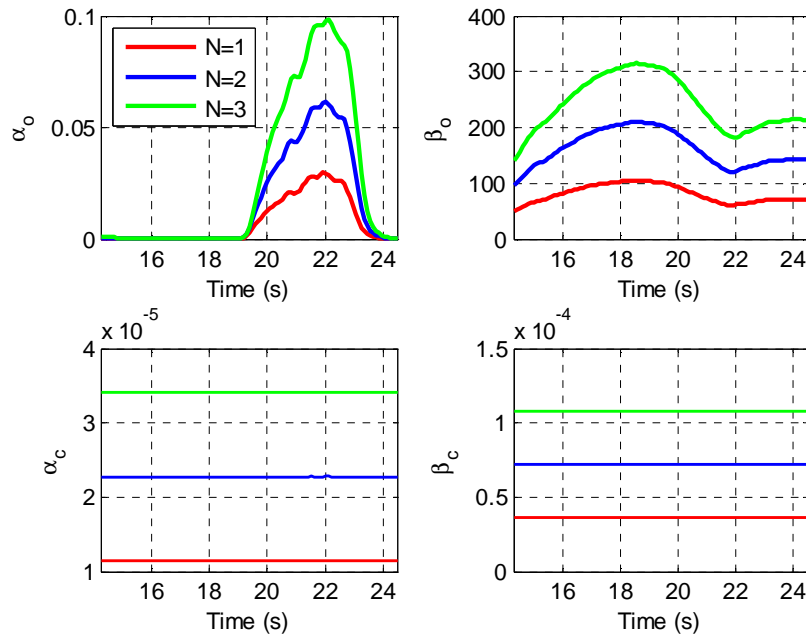 0.1
0.05
0
α_o
N=1
N=2
N=3
16 18 20 22 24
Time (s)
400
300
200
100
0
β_o
16 18 20 22 24
Time (s)
x 10^-5
4
3
2
1
α_c
16 18 20 22 24
Time (s)
x 10^-4
1.5
1
0.5
0
β_c
16 18 20 22 24
Time (s)